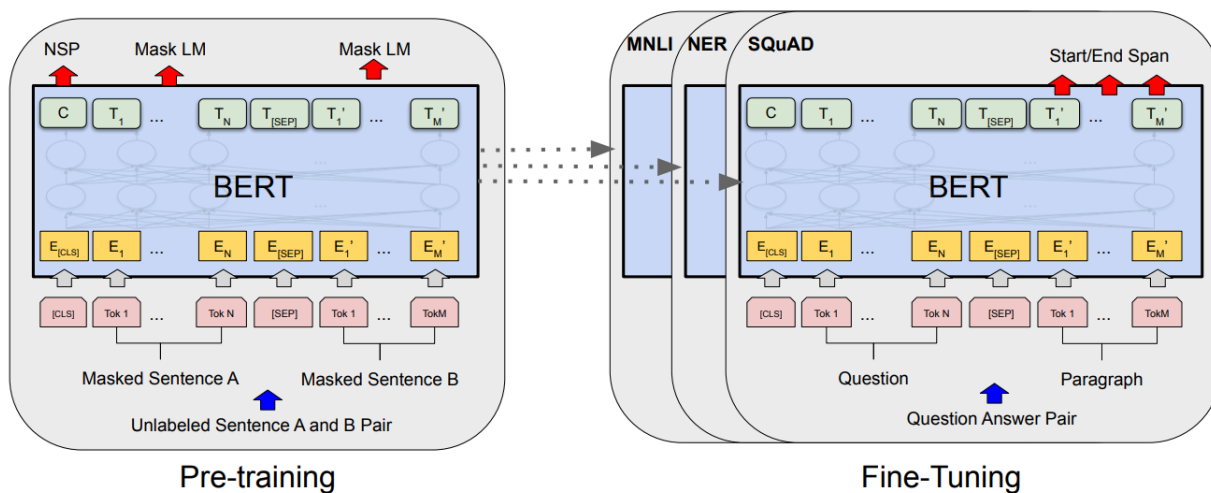 NSP Mask LM Mask LM
C T1 ... TN T[SEP] T1' ... TM'
... 
...
BERT
E[CLS] E1 ... EN E[SEP] E1' ... EM'
[CLS] Tok 1 ... Tok N [SEP] Tok 1 ... TokM
Masked Sentence A Masked Sentence B
Unlabeled Sentence A and B Pair
Pre-training
MNLI NER SQuAD
Start/End Span
C T1 ... TN T[SEP] T1' ... TM'
...
...
BERT
E[CLS] E1 ... EN E[SEP] E1' ... EM'
[CLS] Tok 1 ... Tok N [SEP] Tok 1 ... TokM
Question Paragraph
Question Answer Pair
Fine-Tuning